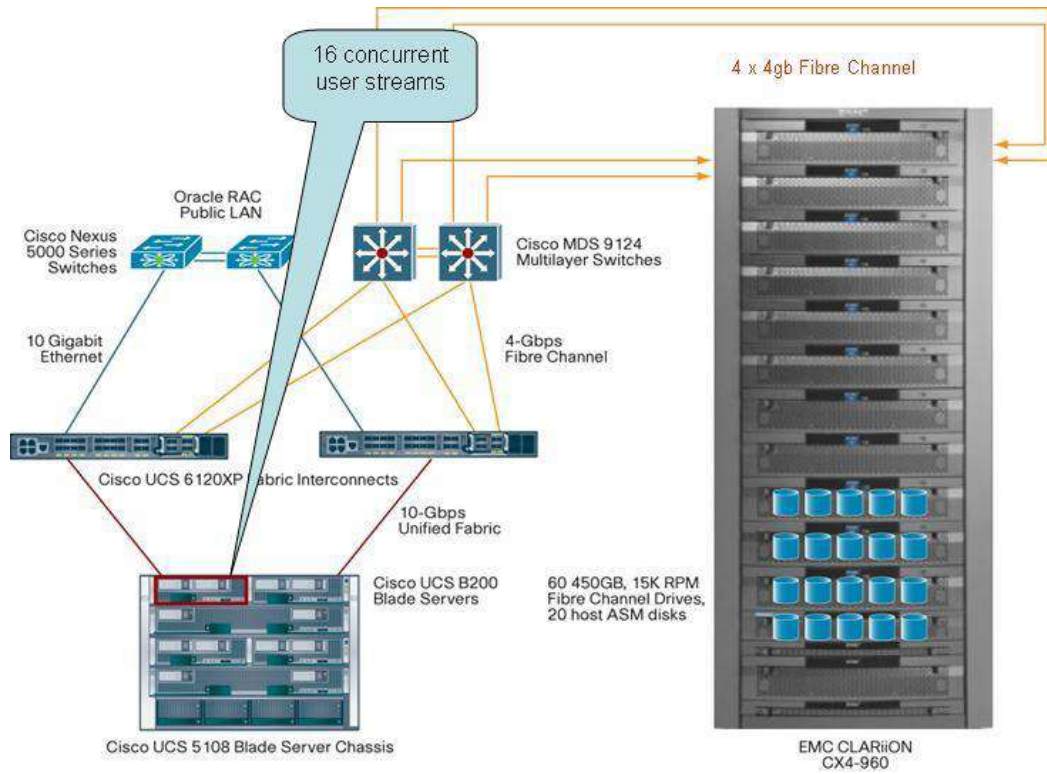 16 concurrent
user streams
4 x 4gb Fibre Channel
Oracle RAC
Public LAN
Cisco Nexus
5000 Series
Switches
Cisco MDS 9124
Multilayer Switches
10 Gigabit
Ethernet
4-Gbps
Fibre Channel
Cisco UCS 6120XP Fabric Interconnects
10-Gbps
Unified Fabric
Cisco UCS B200
Blade Servers
60 450GB, 15K RPM
Fibre Channel Drives,
20 host ASM disks
Cisco UCS 5108 Blade Server Chassis
EMC CLARiiON
CX4-960